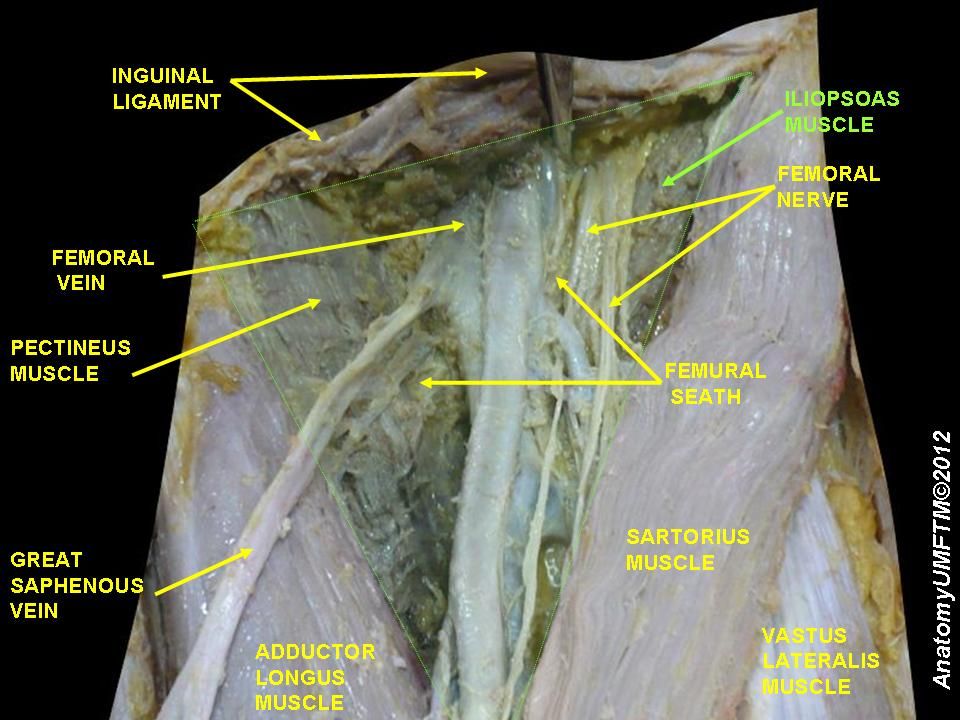 INGUINAL
LIGAMENT
ILIOPSOAS
MUSCLE
FEMORAL
NERVE
FEMORAL
VEIN
PECTINEUS
MUSCLE
FEMURAL
SEATH
SARTORIUS
MUSCLE
GREAT
SAPHENOUS
VEIN
ADDUCTOR
LONGUS
MUSCLE
VASTUS
LATERALIS
MUSCLE
AnatomyUMFTM©2012